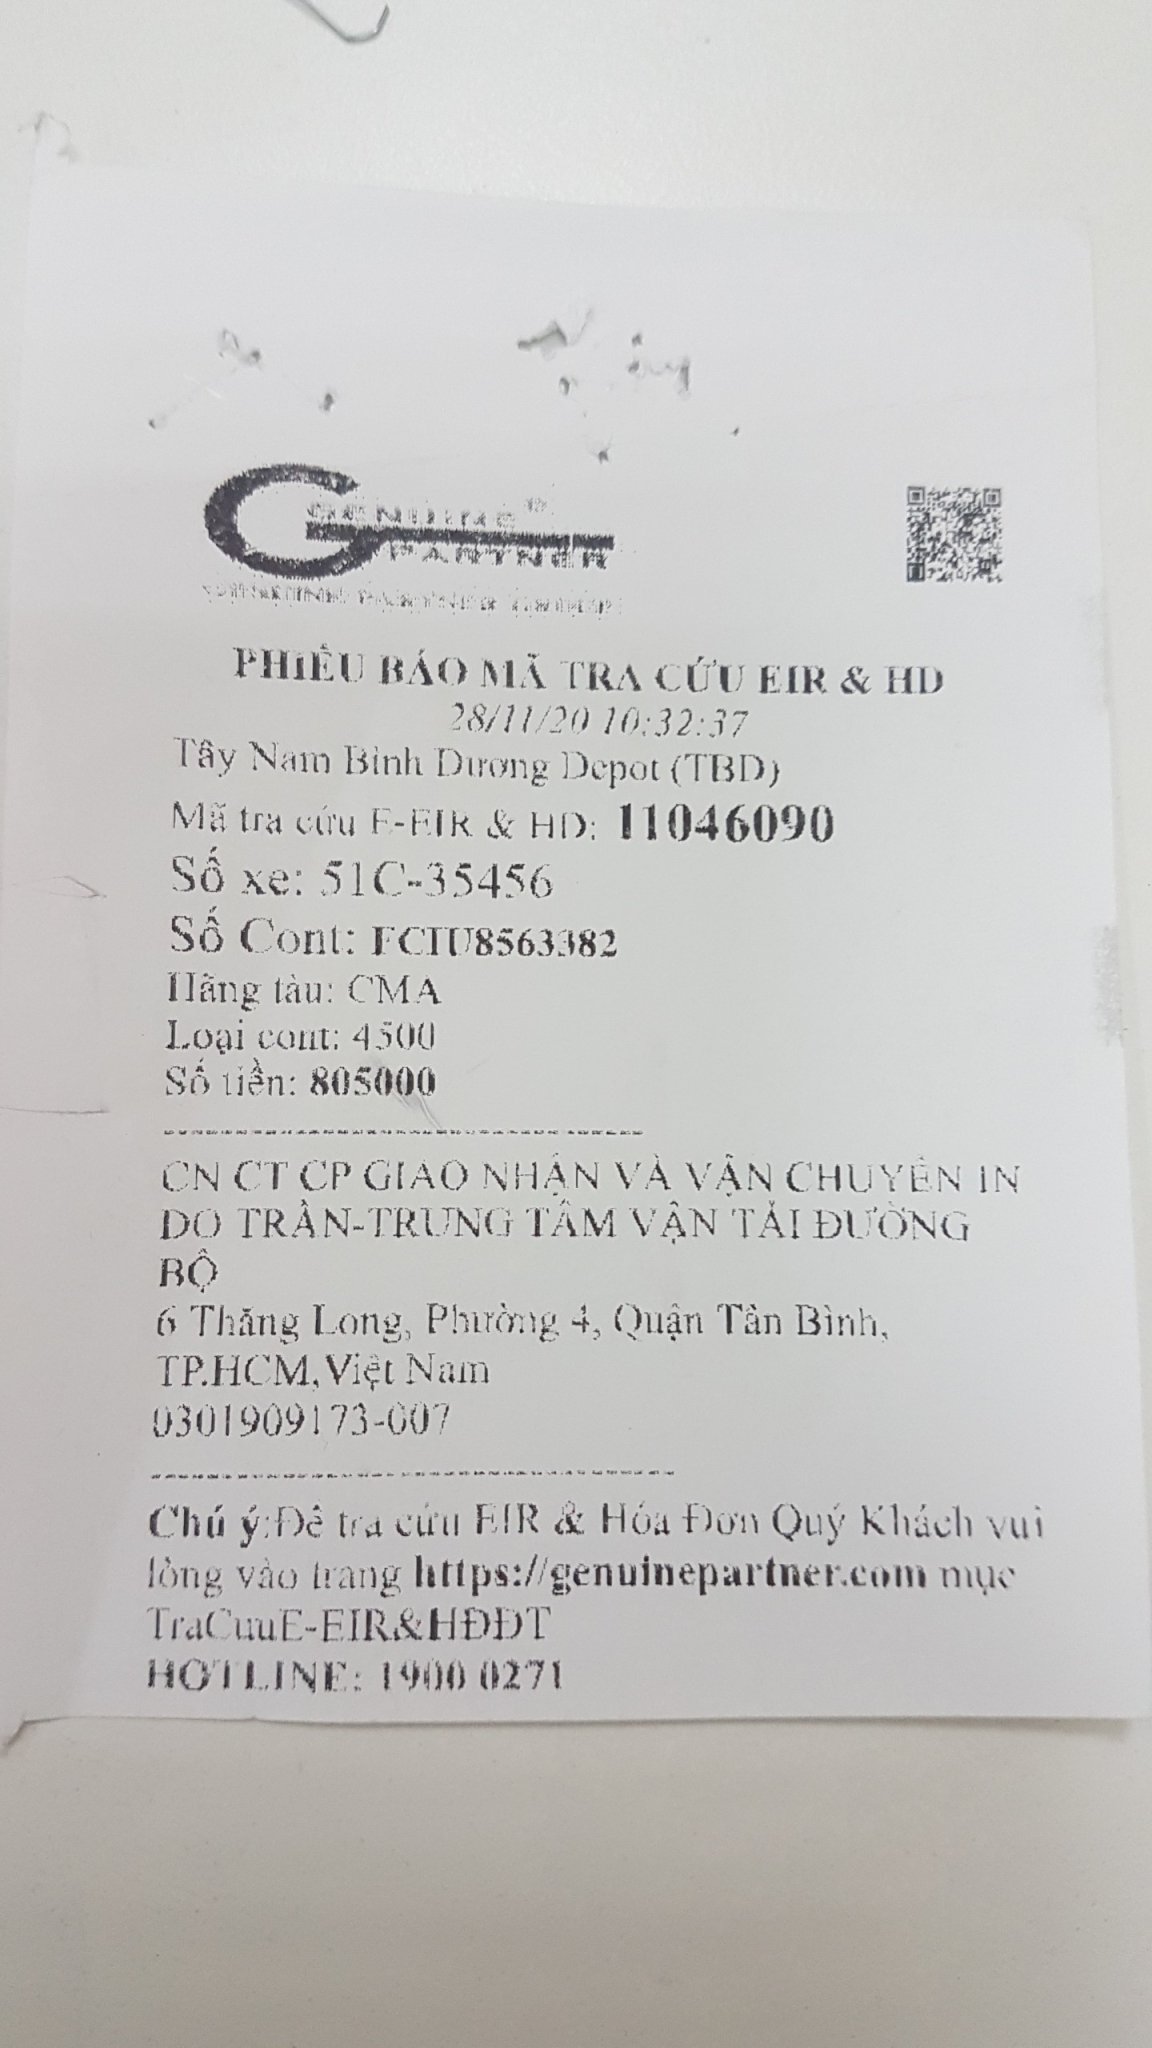 GENUINE
PARTNER
PHIẾU BÁO MÃ TRA CỨU EIR & HD
28/11/20 10:32:37
Tây Nam Bình Dương Depot (TBD)
Mã tra cứu E-EIR & HD: 11046090
Số xe: 51C-35456
Số Cont: FCIU8563382
Hãng tàu: CMA
Loại cont: 4500
Số tiền: 805000
CN CT CP GIAO NHẬN VÀ VẬN CHUYỂN IN
DO TRẦN-TRUNG TÂM VẬN TẢI ĐƯỜNG
BỘ
6 Thăng Long, Phường 4, Quận Tân Bình,
TP.HCM,Việt Nam
0301909173-007
Chú ý:Để tra cứu EIR & Hóa Đơn Quý Khách vui
lòng vào trang https://genuinepartner.com mục
TraCuuE-EIR&HĐĐT
HOTLINE: 1900 0271